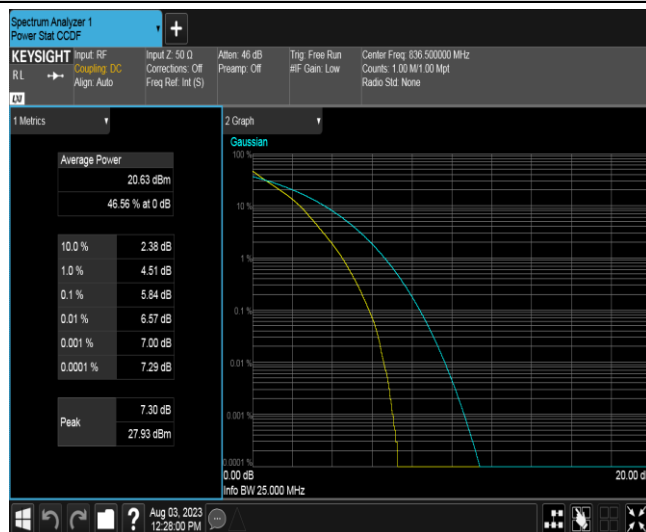 Spectrum Analyzer 1
Power Stat CCDF
+
KEYSIGHT
RL
LXI
Input: RF
Coupling: DC
Align: Auto
Input Z: 50 Ω
Corrections: Off
Freq Ref: Int (S)
Atten: 46 dB
Preamp: Off
Trig: Free Run
#IF Gain: Low
Center Freq: 836.500000 MHz
Counts: 1.00 M/1.00 Mpt
Radio Std: None
1 Metrics
Average Power
20.63 dBm
46.56 % at 0 dB
10.0 % 2.38 dB
1.0 % 4.51 dB
0.1 % 5.84 dB
0.01 % 6.57 dB
0.001 % 7.00 dB
0.0001 % 7.29 dB
Peak
7.30 dB
27.93 dBm
2 Graph
Gaussian
100 %
10 %
1 %
0.1 %
0.01 %
0.001 %
0.0001 %
0.00 dB
20.00 d
Info BW 25.000 MHz
?
Aug 03, 2023
12:28:00 PM